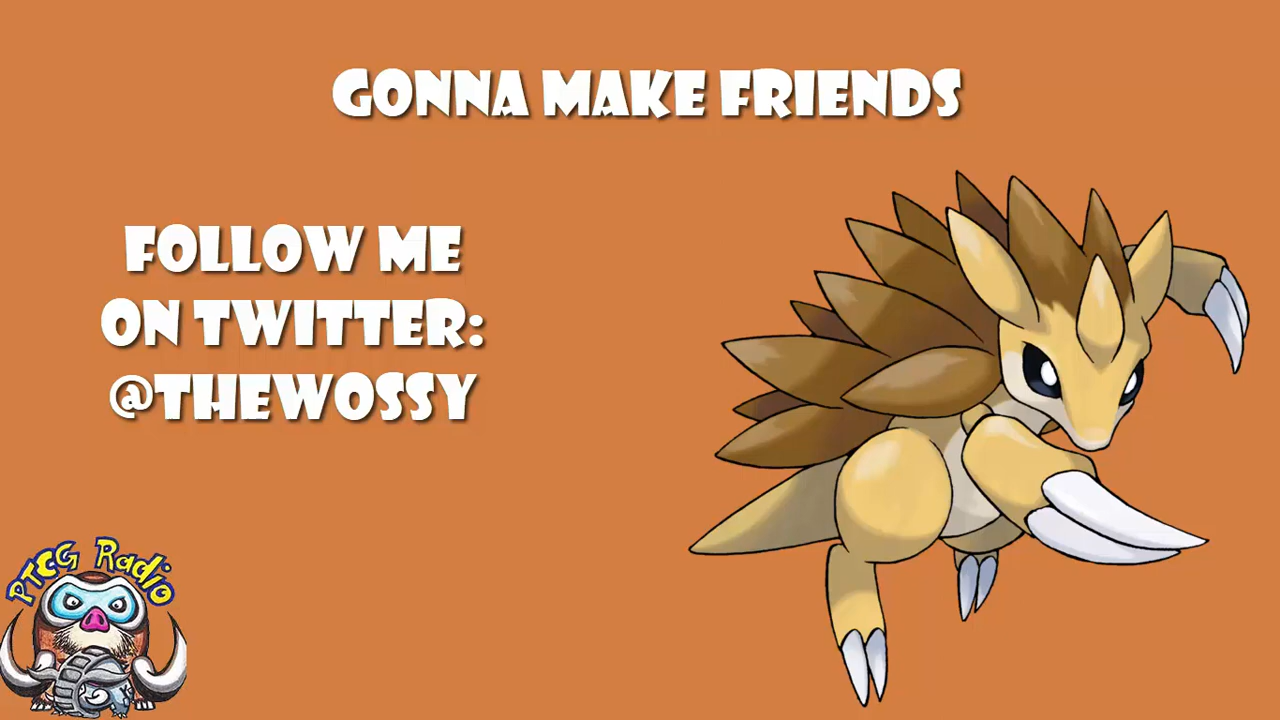 GONNA MAKE FRIENDS
FOLLOW ME
ON TWITTER:
@THEWOSSY
PTCG Radio